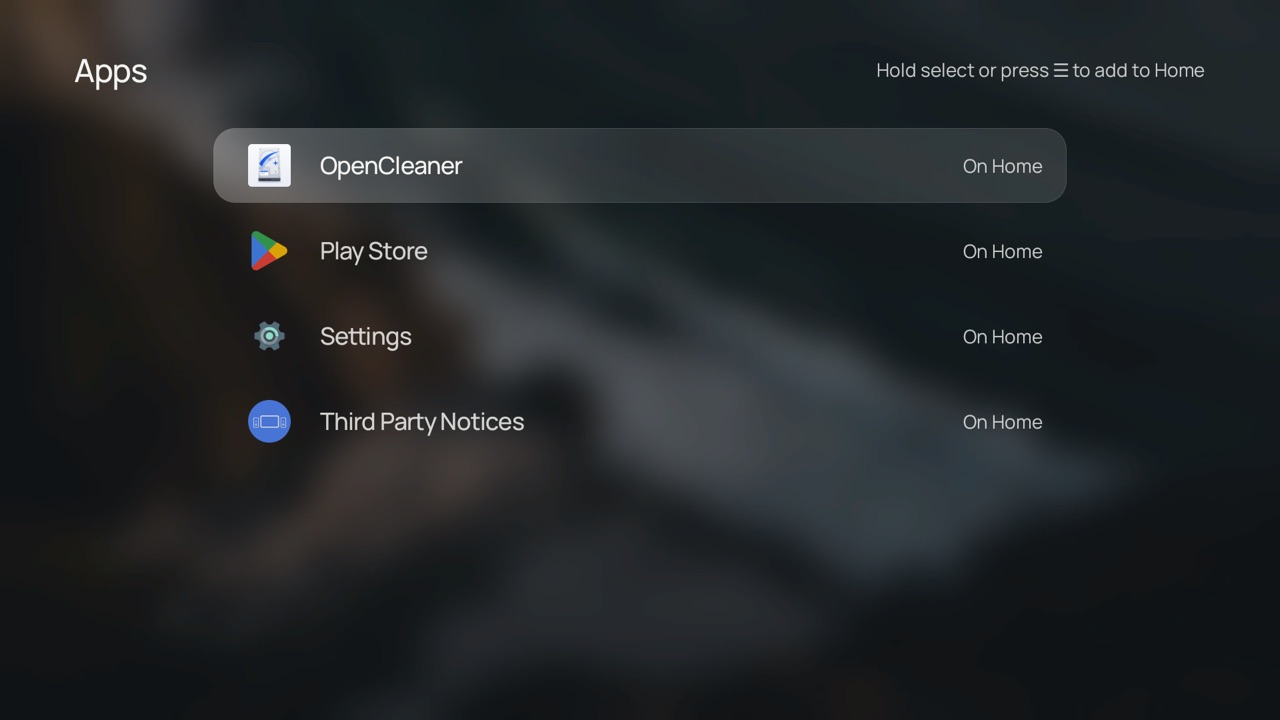 Apps
Hold select or press ☰ to add to Home
OpenCleaner
On Home
Play Store
On Home
Settings
On Home
Third Party Notices
On Home